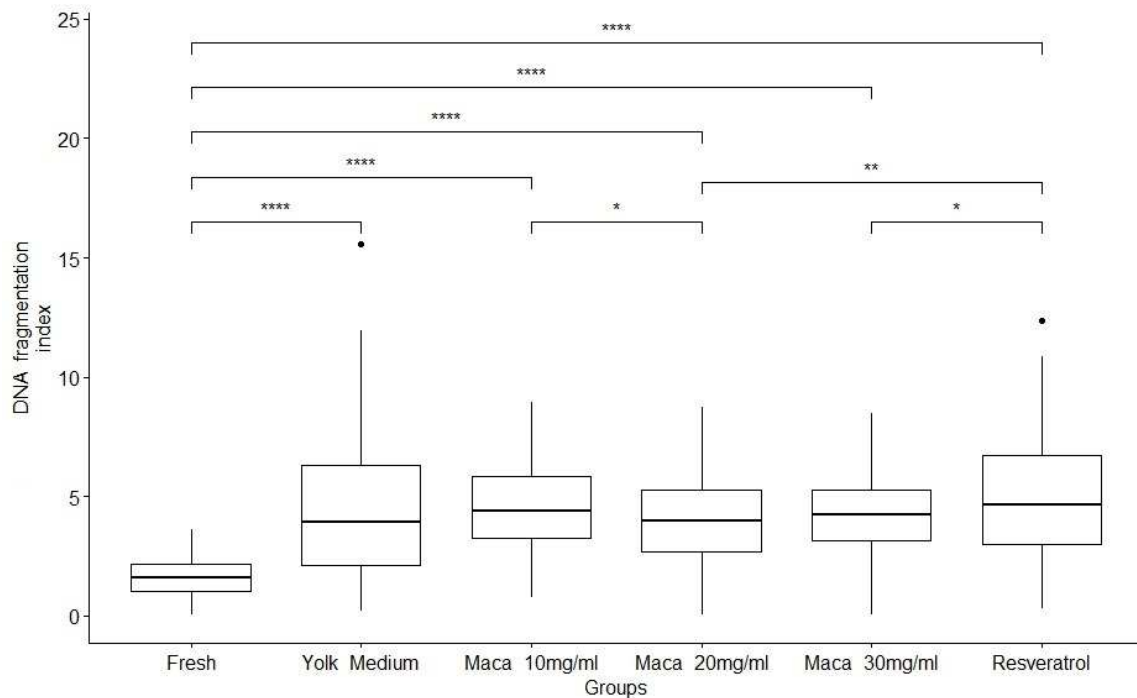 25
****
****
****
20
****
**
****
*
*
15
DNA fragmentation
index
10
5
0
Fresh
Yolk Medium
Maca 10mg/ml
Maca 20mg/ml
Maca 30mg/ml
Resveratrol
Groups